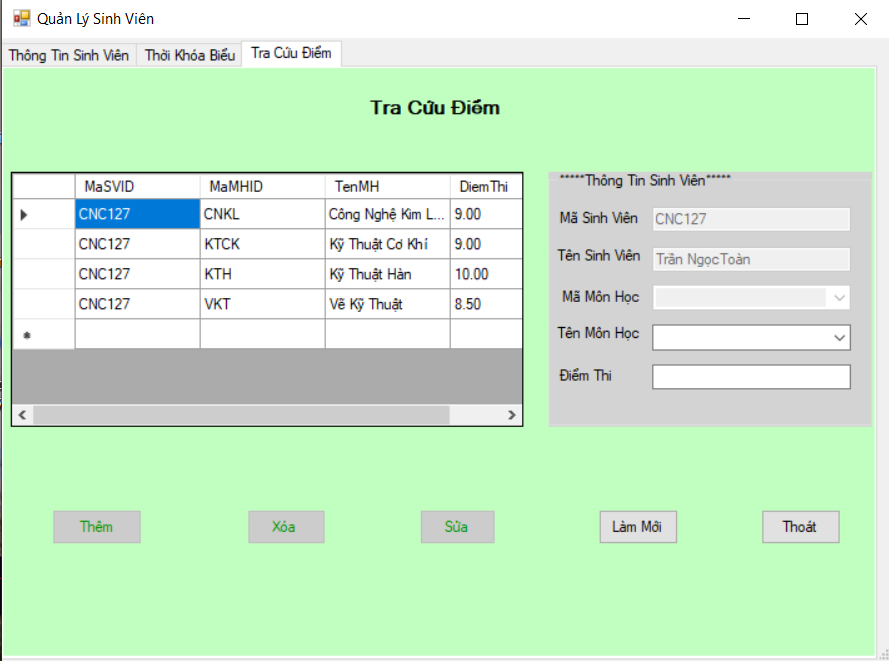 Quản Lý Sinh Viên
Thông Tin Sinh Viên Thời Khóa Biểu Tra Cứu Điểm
Tra Cứu Điểm
MaSVID MaMHID TenMH DiemThi
CNC127 CNKL Công Nghệ Kim L... 9.00
CNC127 KTCK Kỹ Thuật Cơ Khí 9.00
CNC127 KTH Kỹ Thuật Hàn 10.00
CNC127 VKT Vẽ Kỹ Thuật 8.50
*****Thông Tin Sinh Viên*****
Mã Sinh Viên CNC127
Tên Sinh Viên Trần NgọcToàn
Mã Môn Học
Tên Môn Học
Điểm Thi
Thêm Xóa Sửa Làm Mới Thoát